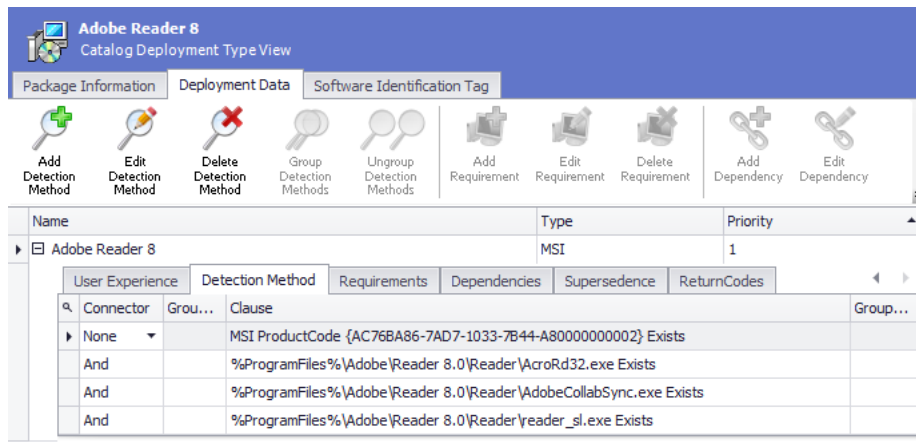 Adobe Reader 8
Catalog Deployment Type View
Package Information Deployment Data Software Identification Tag
Add Detection Method
Edit Detection Method
Delete Detection Method
Group Detection Methods
Ungroup Detection Methods
Add Requirement
Edit Requirement
Delete Requirement
Add Dependency
Edit Dependency
Name Type Priority
Adobe Reader 8 MSI 1
User Experience Detection Method Requirements Dependencies Supersedence ReturnCodes
Connector Grou... Clause Group...
None MSI ProductCode {AC76BA86-7AD7-1033-7B44-A80000000002} Exists
And %ProgramFiles%\Adobe\Reader 8.0\Reader\AcroRd32.exe Exists
And %ProgramFiles%\Adobe\Reader 8.0\Reader\AdobeCollabSync.exe Exists
And %ProgramFiles%\Adobe\Reader 8.0\Reader\reader_sl.exe Exists